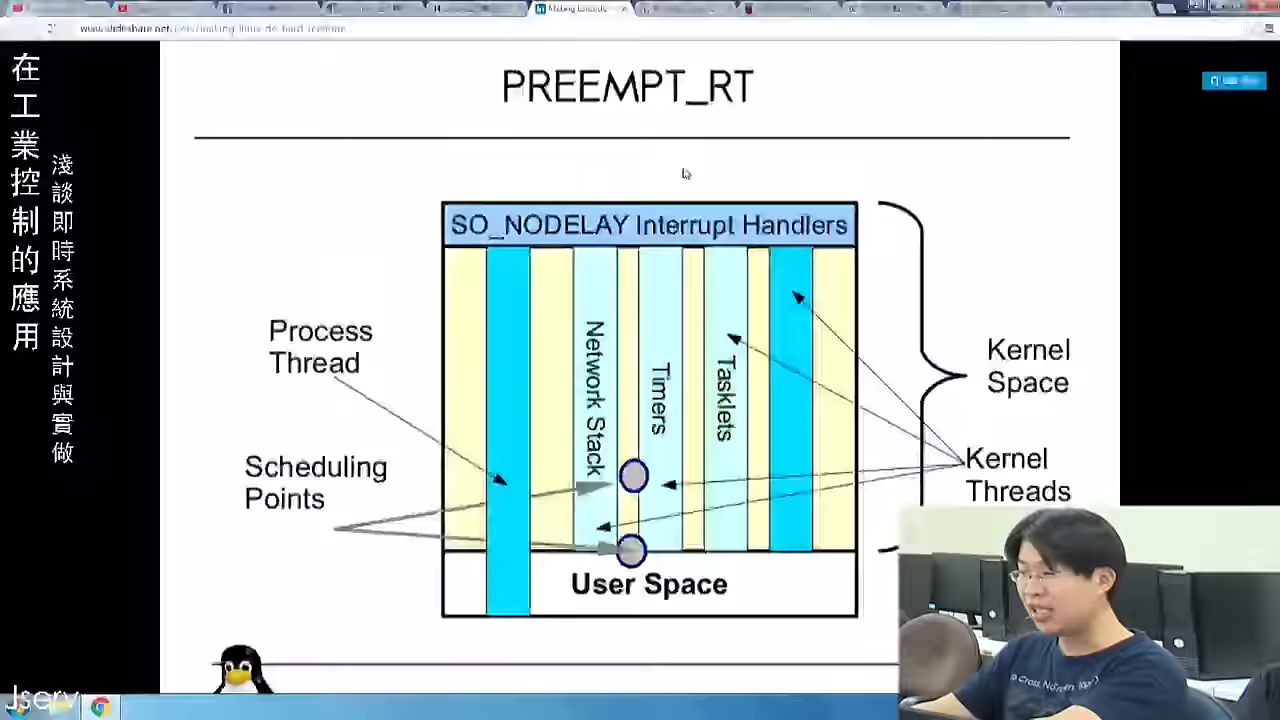 在工業控制的應用
淺談即時系統設計與實做
PREEMPT_RT
SO_NODELAY Interrupt Handlers
Process
Thread
Scheduling
Points
Network Stack
Timers
Tasklets
Kernel
Space
Kernel
Threads
User Space
Jserv